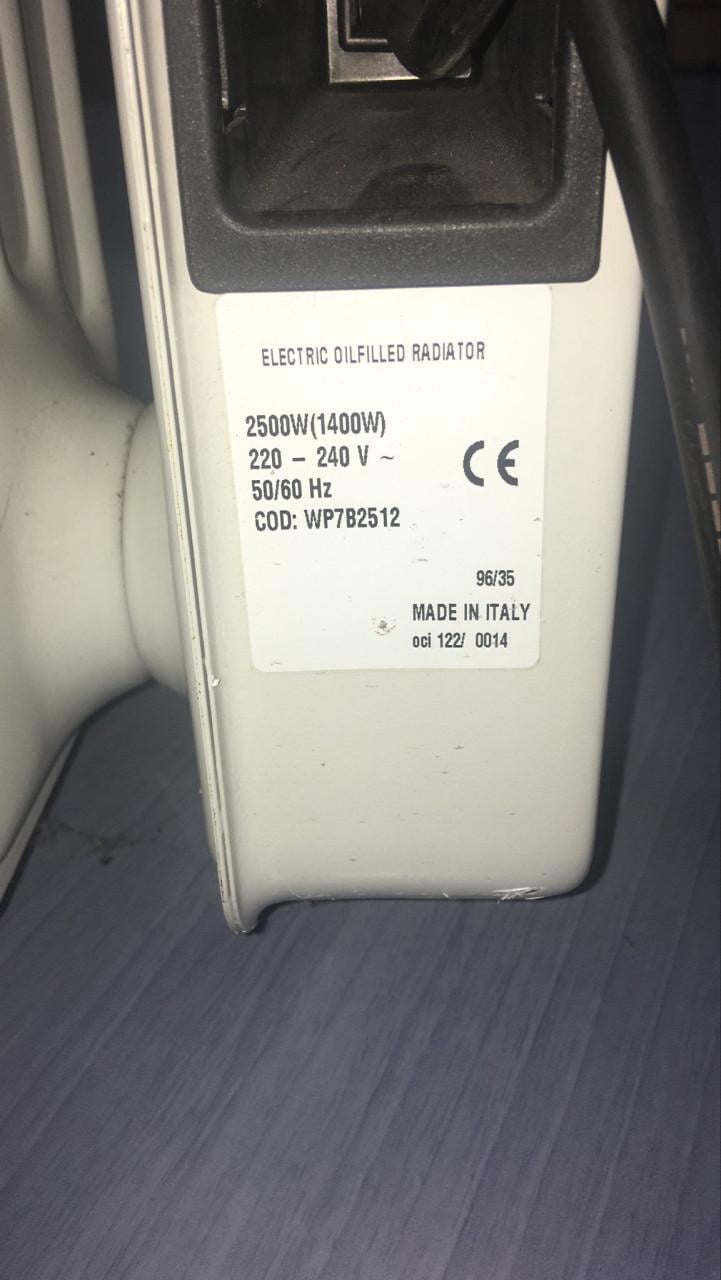 ELECTRIC OILFILLED RADIATOR
2500W(1400W)
220 – 240 V ~
50/60 Hz
COD: WP7B2512
CE
96/35
MADE IN ITALY
oci 122/ 0014